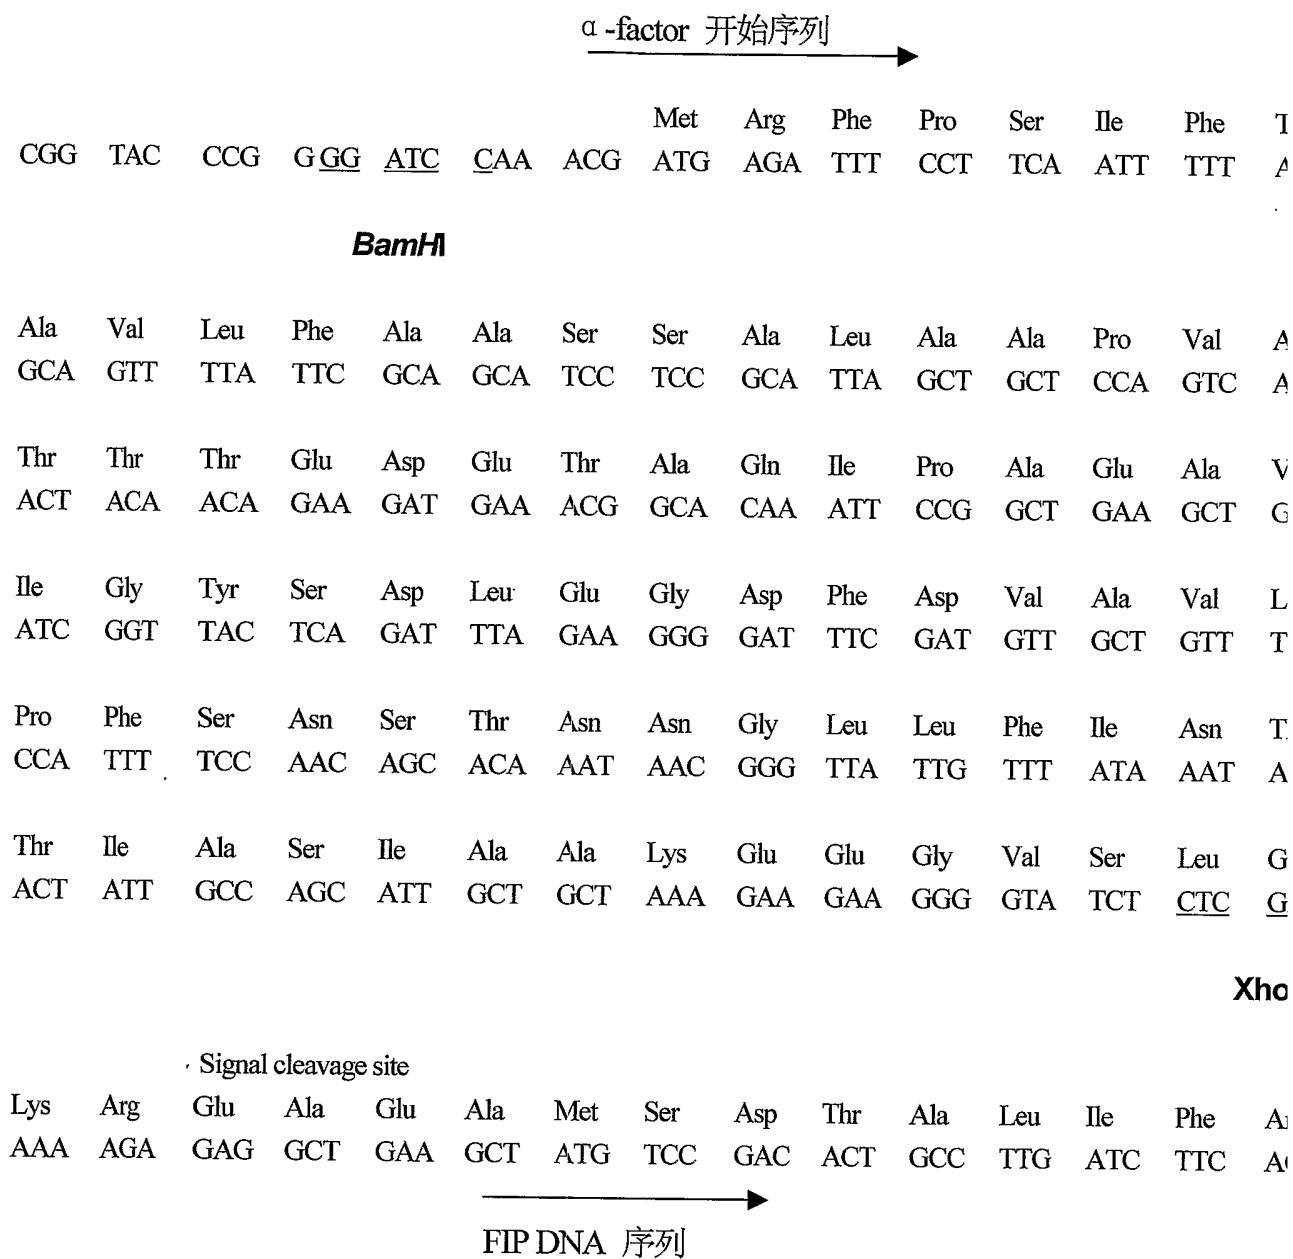 α-factor 开始序列
Met Arg Phe Pro Ser Ile Phe
CGG TAC CCG GGG ATC CAA ACG ATG AGA TTT CCT TCA ATT TTT
BamHI
Ala Val Leu Phe Ala Ala Ser Ser Ala Leu Ala Ala Pro Val
GCA GTT TTA TTC GCA GCA TCC TCC GCA TTA GCT GCT CCA GTC
Thr Thr Thr Glu Asp Glu Thr Ala Gln Ile Pro Ala Glu Ala
ACT ACA ACA GAA GAT GAA ACG GCA CAA ATT CCG GCT GAA GCT
Ile Gly Tyr Ser Asp Leu Glu Gly Asp Phe Asp Val Ala Val
ATC GGT TAC TCA GAT TTA GAA GGG GAT TTC GAT GTT GCT GTT
Pro Phe Ser Asn Ser Thr Asn Asn Gly Leu Leu Phe Ile Asn
CCA TTT TCC AAC AGC ACA AAT AAC GGG TTA TTG TTT ATA AAT
Thr Ile Ala Ser Ile Ala Ala Lys Glu Glu Gly Val Ser Leu
ACT ATT GCC AGC ATT GCT GCT AAA GAA GAA GGG GTA TCT CTC
Xho
Signal cleavage site
Lys Arg Glu Ala Glu Ala Met Ser Asp Thr Ala Leu Ile Phe
AAA AGA GAG GCT GAA GCT ATG TCC GAC ACT GCC TTG ATC TTC
FIP DNA 序列